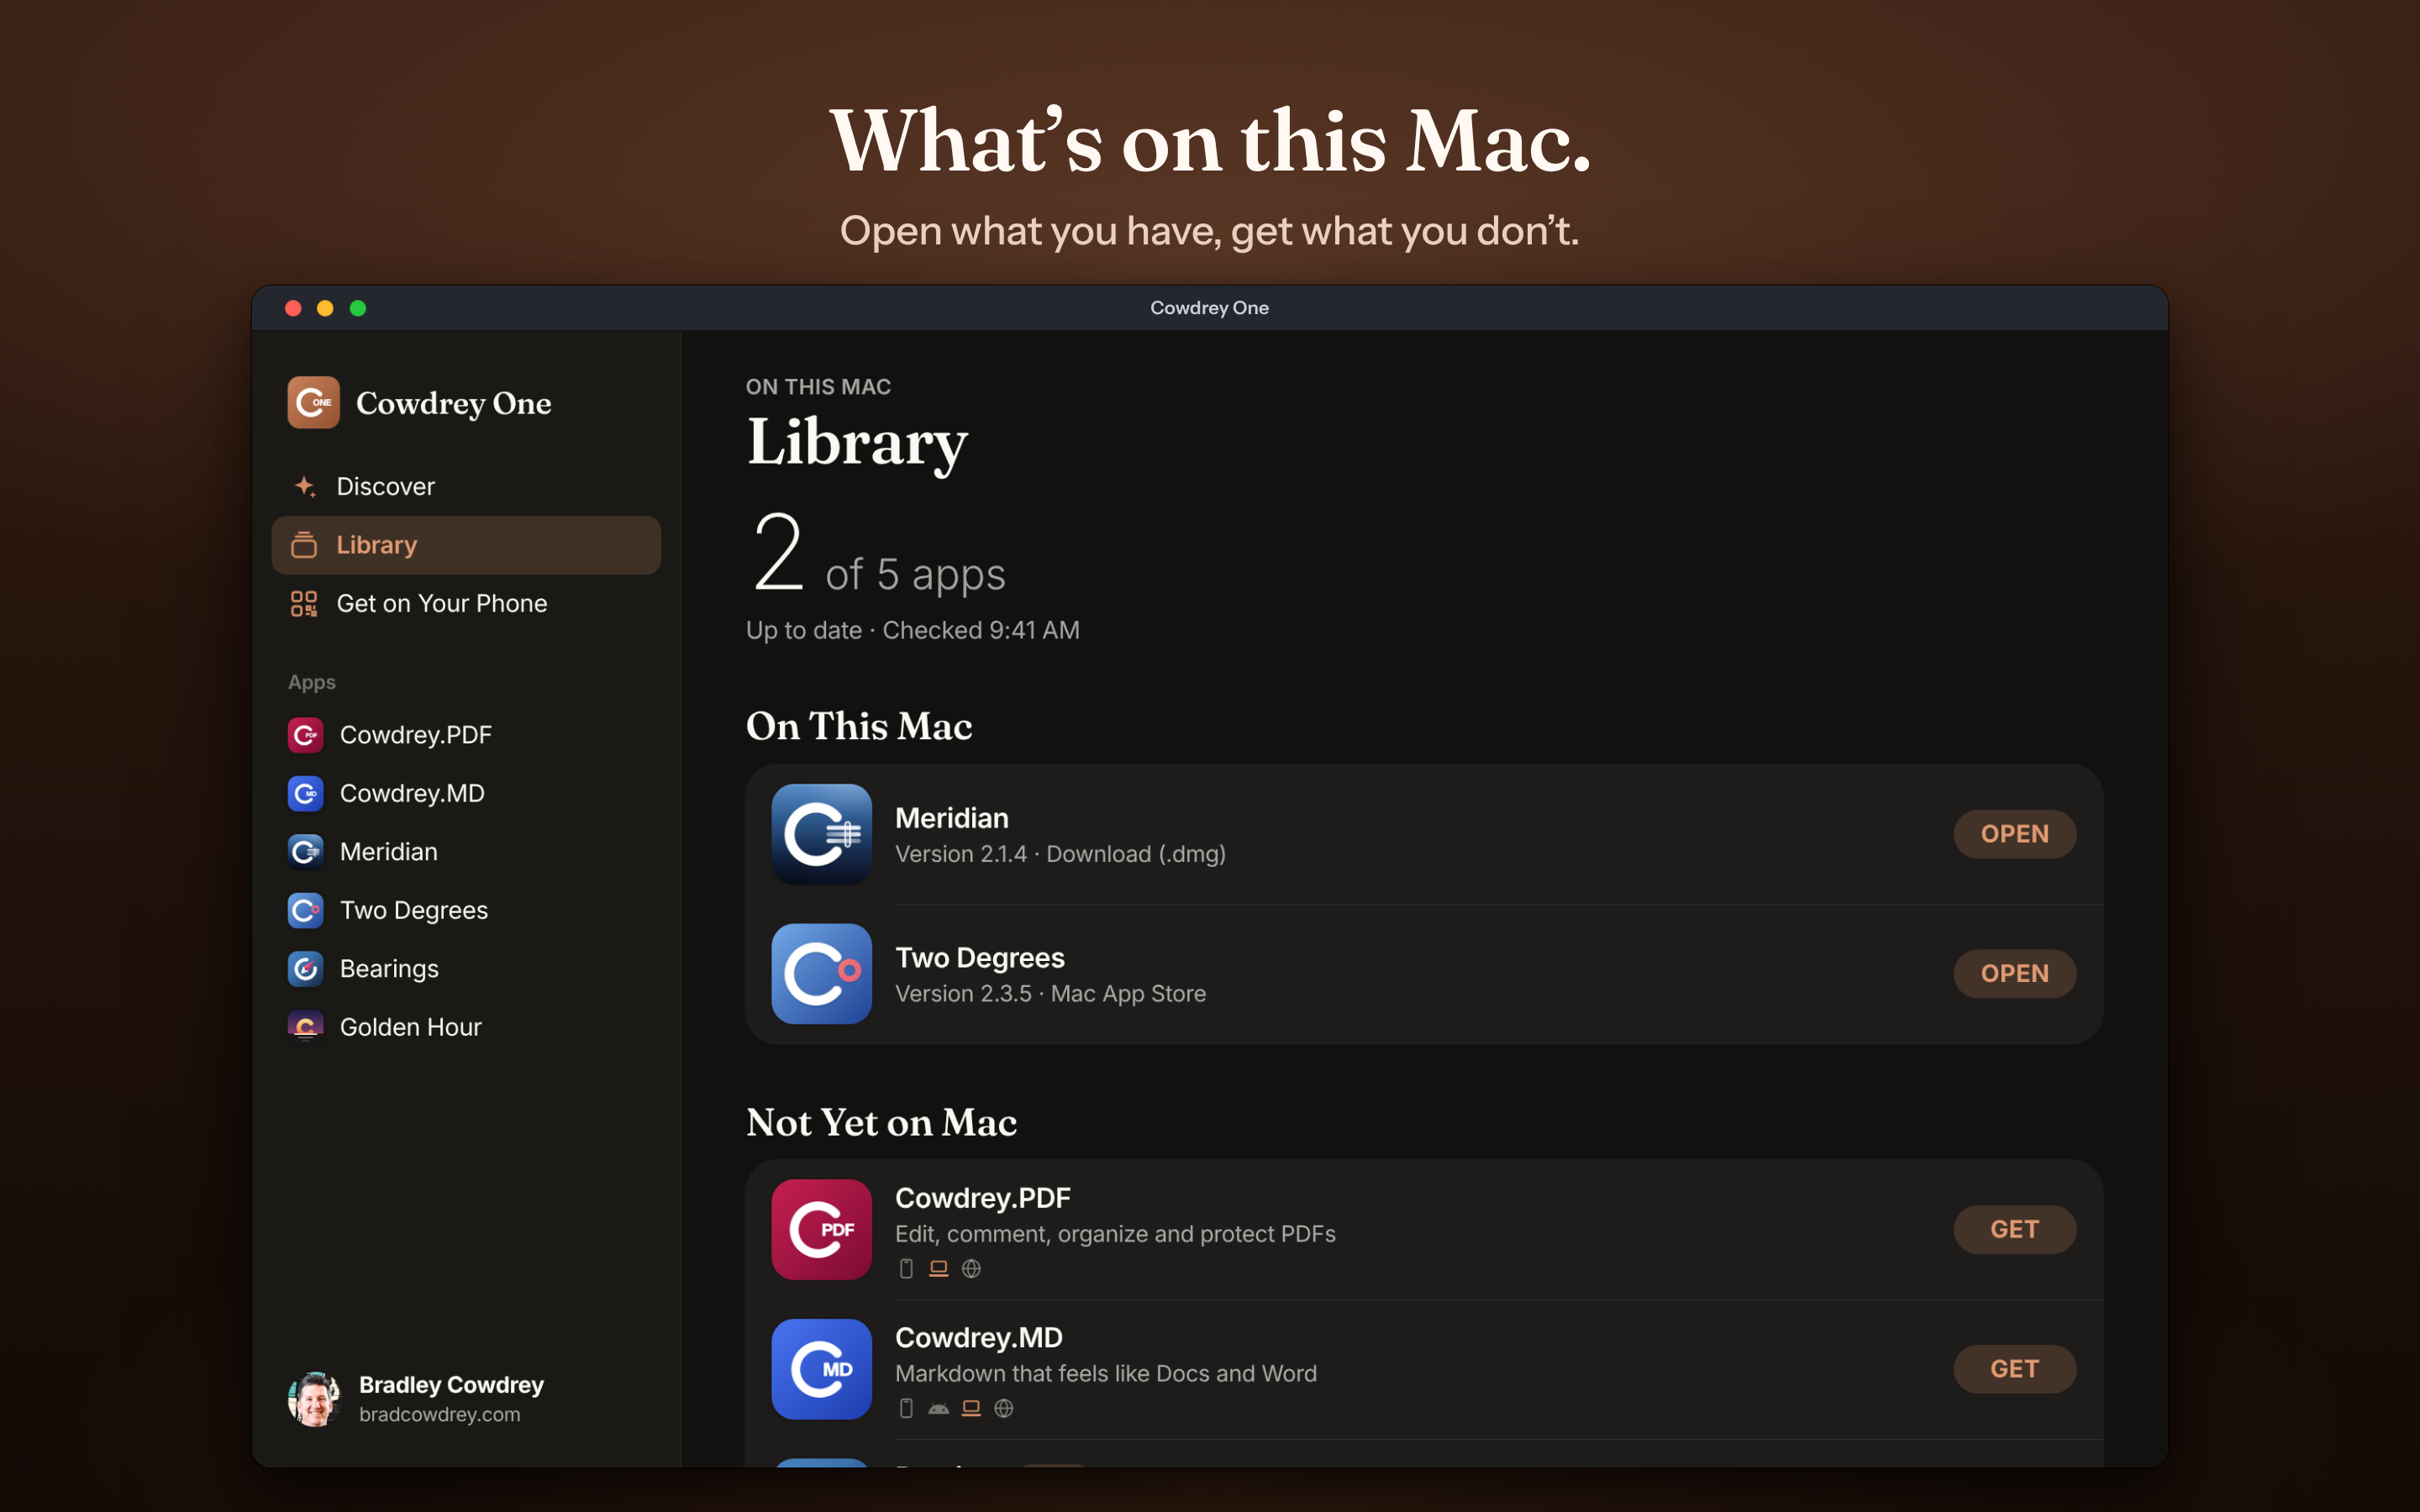 What’s on this Mac.
Open what you have, get what you don’t.
Cowdrey One
ONE
Cowdrey One
Discover
Library
Get on Your Phone
Apps
PDF
Cowdrey.PDF
MD
Cowdrey.MD
Meridian
Two Degrees
Bearings
Golden Hour
Bradley Cowdrey
bradcowdrey.com
ON THIS MAC
Library
2 of 5 apps
Up to date · Checked 9:41 AM
On This Mac
Meridian
Version 2.1.4 · Download (.dmg)
OPEN
Two Degrees
Version 2.3.5 · Mac App Store
OPEN
Not Yet on Mac
PDF
Cowdrey.PDF
Edit, comment, organize and protect PDFs
GET
MD
Cowdrey.MD
Markdown that feels like Docs and Word
GET